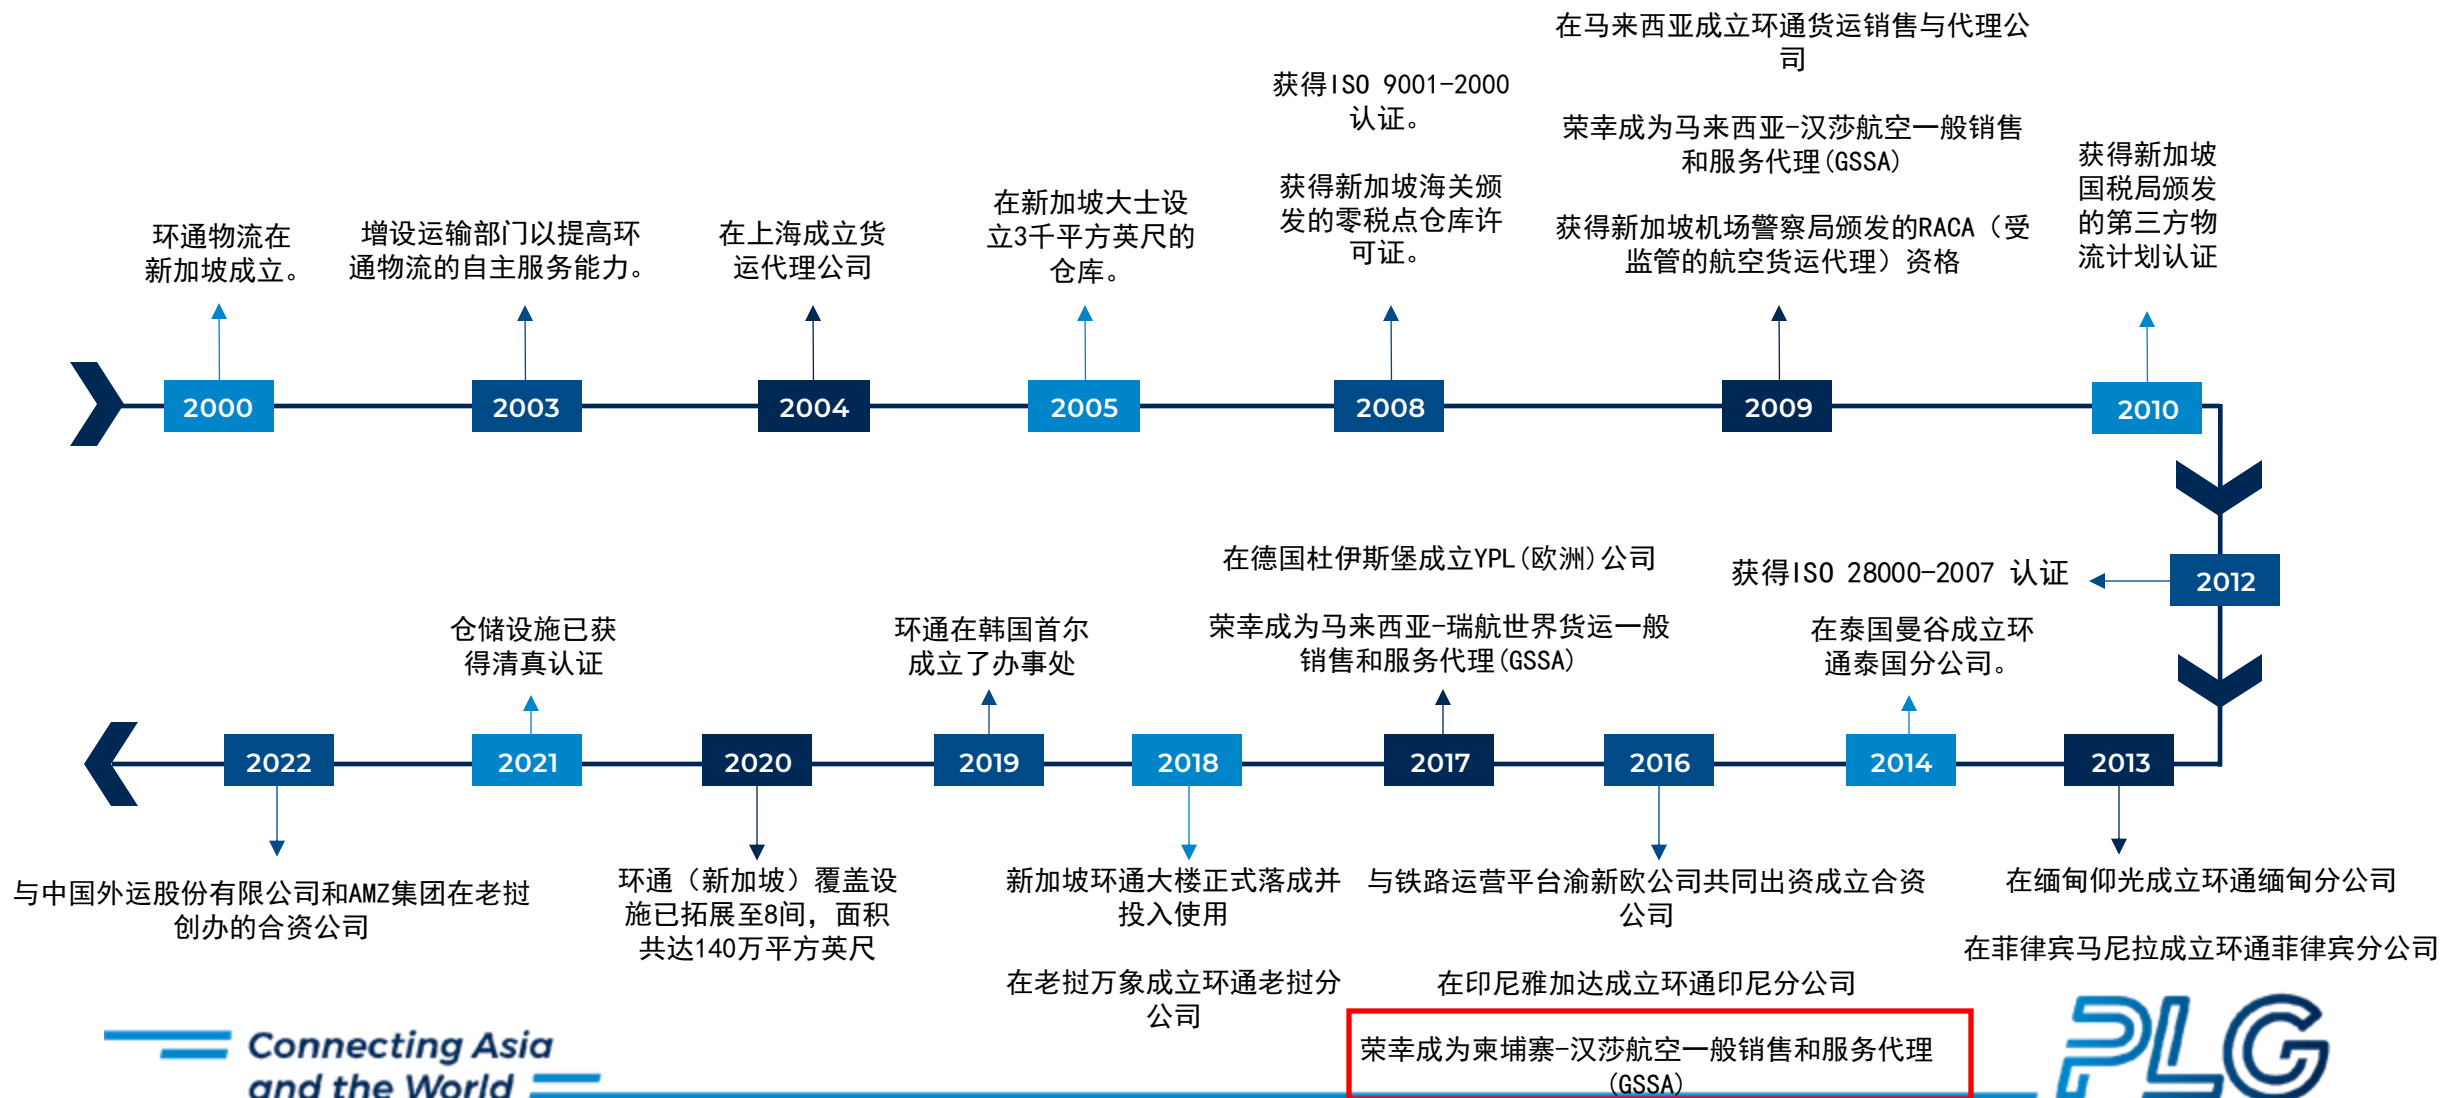 在马来西亚成立环通货运销售与代理公
司
荣幸成为马来西亚-汉莎航空一般销售
和服务代理(GSSA)
获得新加坡机场警察局颁发的RACA（受
监管的航空货运代理）资格
获得ISO 9001-2000
认证。
获得新加坡海关颁
发的零税点仓库许
可证。
获得新加坡
国税局颁发
的第三方物
流计划认证
环通物流在
新加坡成立。
增设运输部门以提高环
通物流的自主服务能力。
在上海成立货
运代理公司
在新加坡大士设
立3千平方英尺的
仓库。
2000
2003
2004
2005
2008
2009
2010
获得ISO 28000-2007 认证
2012
在德国杜伊斯堡成立YPL(欧洲)公司
荣幸成为马来西亚-瑞航世界货运一般
销售和服务代理(GSSA)
仓储设施已获
得清真认证
环通在韩国首尔
成立了办事处
在泰国曼谷成立环
通泰国分公司。
2022
2021
2020
2019
2018
2017
2016
2014
2013
与中国外运股份有限公司和AMZ集团在老挝
创办的合资公司
环通（新加坡）覆盖设
施已拓展至8间，面积
共达140万平方英尺
新加坡环通大楼正式落成并
投入使用
在老挝万象成立环通老挝分
公司
与铁路运营平台渝新欧公司共同出资成立合资
公司
在印尼雅加达成立环通印尼分公司
荣幸成为柬埔寨-汉莎航空一般销售和服务代理
(GSSA)
在缅甸仰光成立环通缅甸分公司
在菲律宾马尼拉成立环通菲律宾分公司
Connecting Asia
and the World
PLG